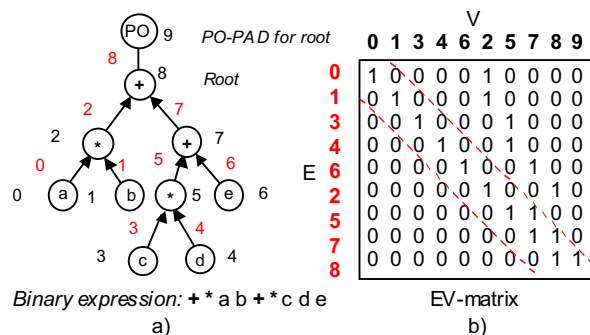 a)
PO 9 PO-PAD for root
8
+ 8 Root
2 7
2 * + 7
0 1 5 6
0 a 1 b * 5 e 6
3 4
3 c d 4
Binary expression: + * a b + * c d e
a)
b)
V
0 1 3 4 6 2 5 7 8 9
E
0 1 0 0 0 0 1 0 0 0 0
1 0 1 0 0 0 1 0 0 0 0
3 0 0 1 0 0 0 1 0 0 0
4 0 0 0 1 0 0 1 0 0 0
6 0 0 0 0 1 0 0 1 0 0
2 0 0 0 0 0 1 0 0 1 0
5 0 0 0 0 0 0 1 1 0 0
7 0 0 0 0 0 0 0 1 1 0
8 0 0 0 0 0 0 0 0 1 1
EV-matrix
b)